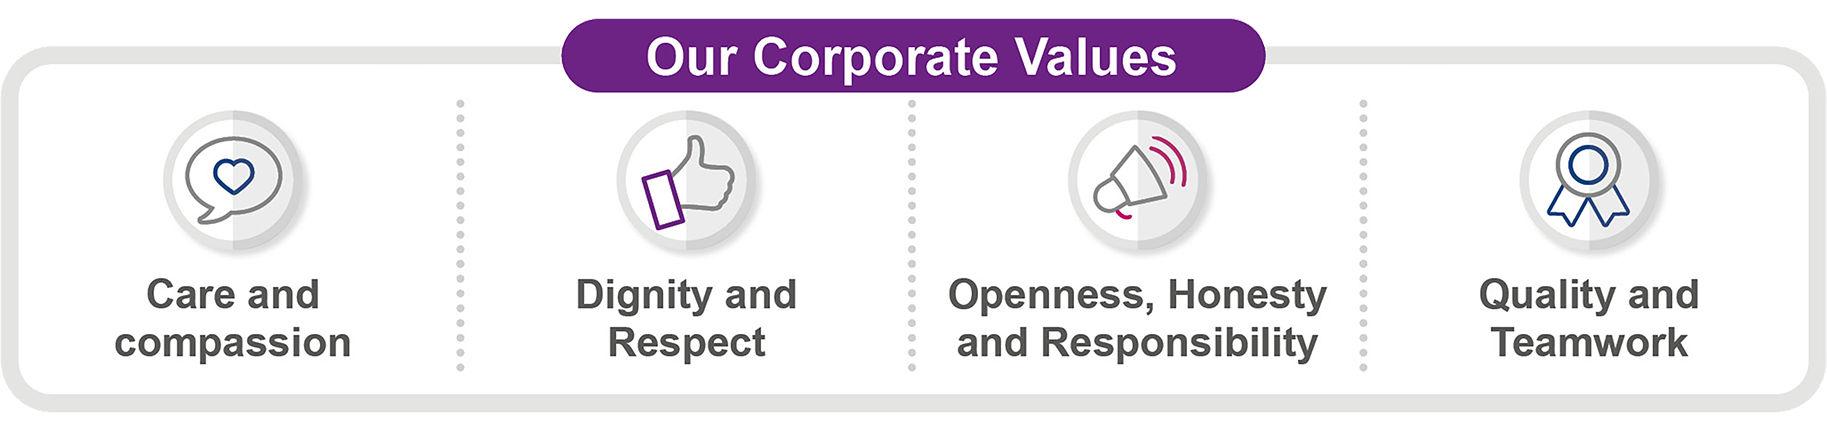 Our Corporate Values
Care and
compassion
Dignity and
Respect
Openness, Honesty
and Responsibility
Quality and
Teamwork